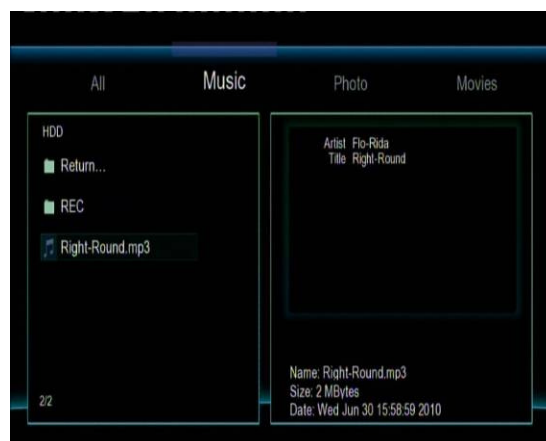 All Music Photo Movies
HDD
Return...
REC
Right-Round.mp3
2/2
Artist Flo-Rida
Title Right-Round
Name: Right-Round.mp3
Size: 2 MBytes
Date: Wed Jun 30 15:58:59 2010